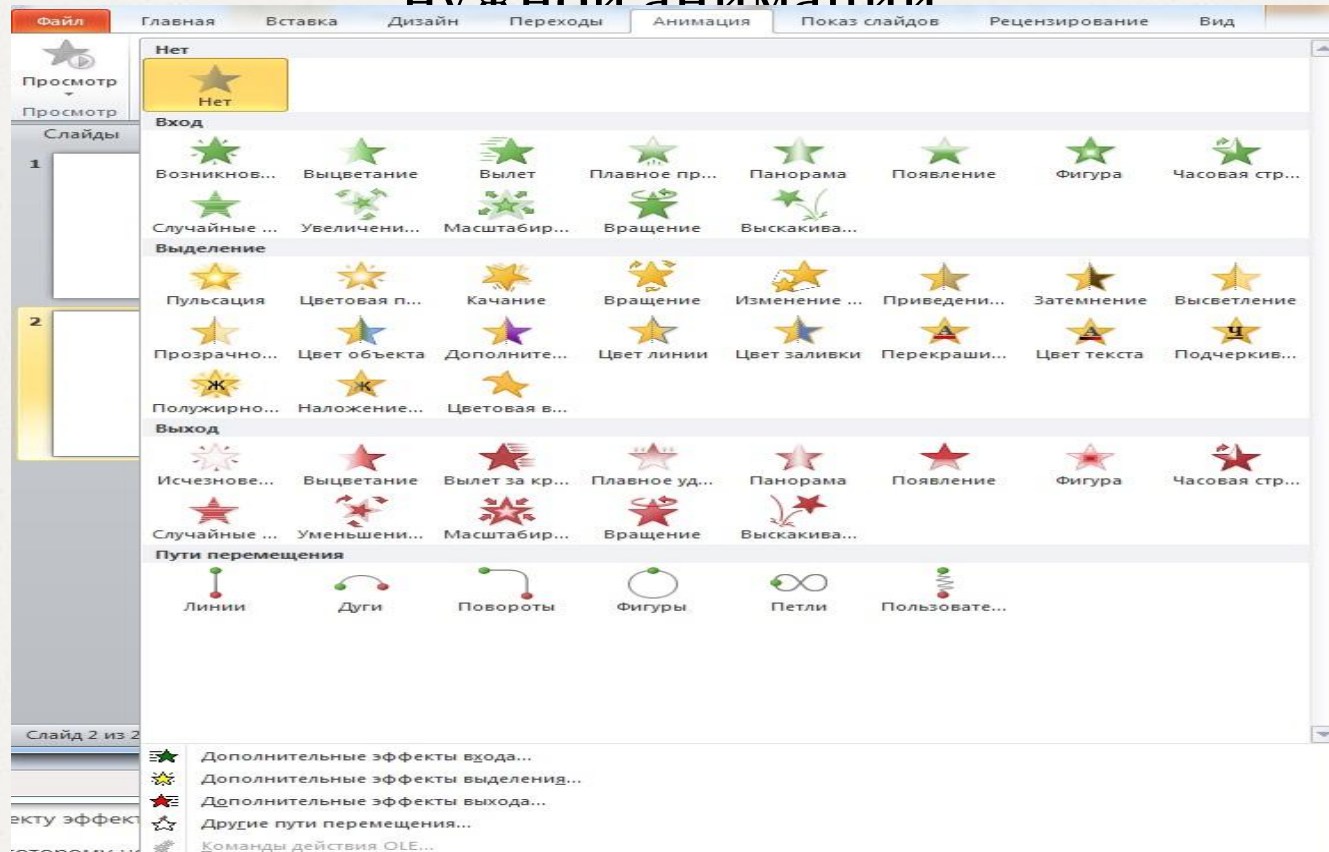 нужной анимации
Файл Главная Вставка Дизайн Переходы Анимация Показ слайдов Рецензирование Вид
Просмотр
Просмотр
Слайды
1
2
Слайд 2 из 2
Нет
Нет
Вход
Возникнов... Выцветание Вылет Плавное пр... Панорама Появление Фигура Часовая стр...
Случайные ... Увеличени... Масштабир... Вращение Выскакива...
Выделение
Пульсация Цветовая п... Качание Вращение Изменение ... Приведени... Затемнение Высветление
Прозрачно... Цвет объекта Дополните... Цвет линии Цвет заливки Перекраши... Цвет текста Подчеркив...
Полужирно... Наложение... Цветовая в...
Выход
Исчезнове... Выцветание Вылет за кр... Плавное уд... Панорама Появление Фигура Часовая стр...
Случайные ... Уменьшени... Масштабир... Вращение Выскакива...
Пути перемещения
Линии Дуги Повороты Фигуры Петли Пользовате...
Дополнительные эффекты входа...
Дополнительные эффекты выделения...
Дополнительные эффекты выхода...
Другие пути перемещения...
Команды действия OLE...